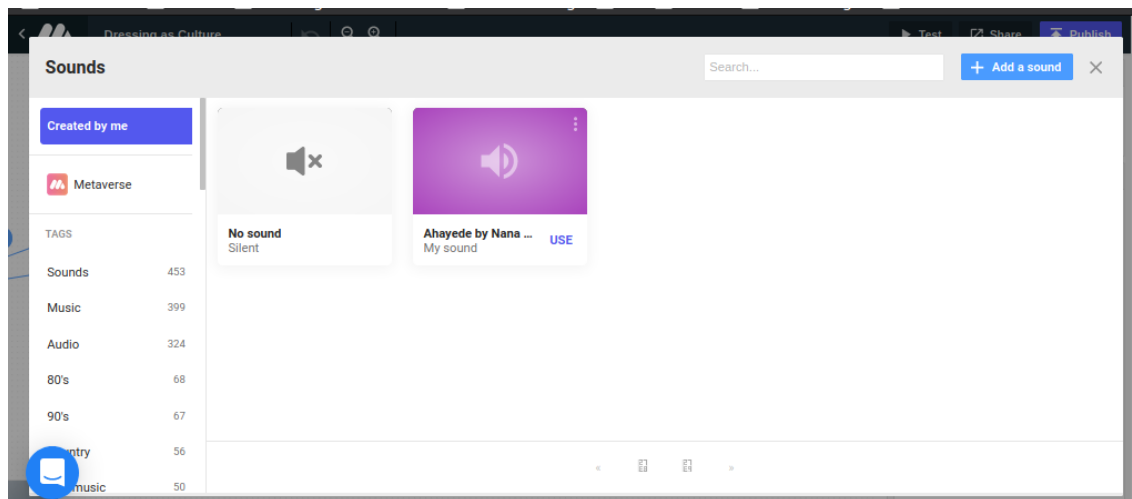 Dressing as Culture
Test
Share
Publish
Sounds
Search...
Add a sound
Created by me
Metaverse
TAGS
Sounds 453
Music 399
Audio 324
80's 68
90's 67
ntry 56
music 50
No sound
Silent
Ahayede by Nana ...
My sound
USE
« »